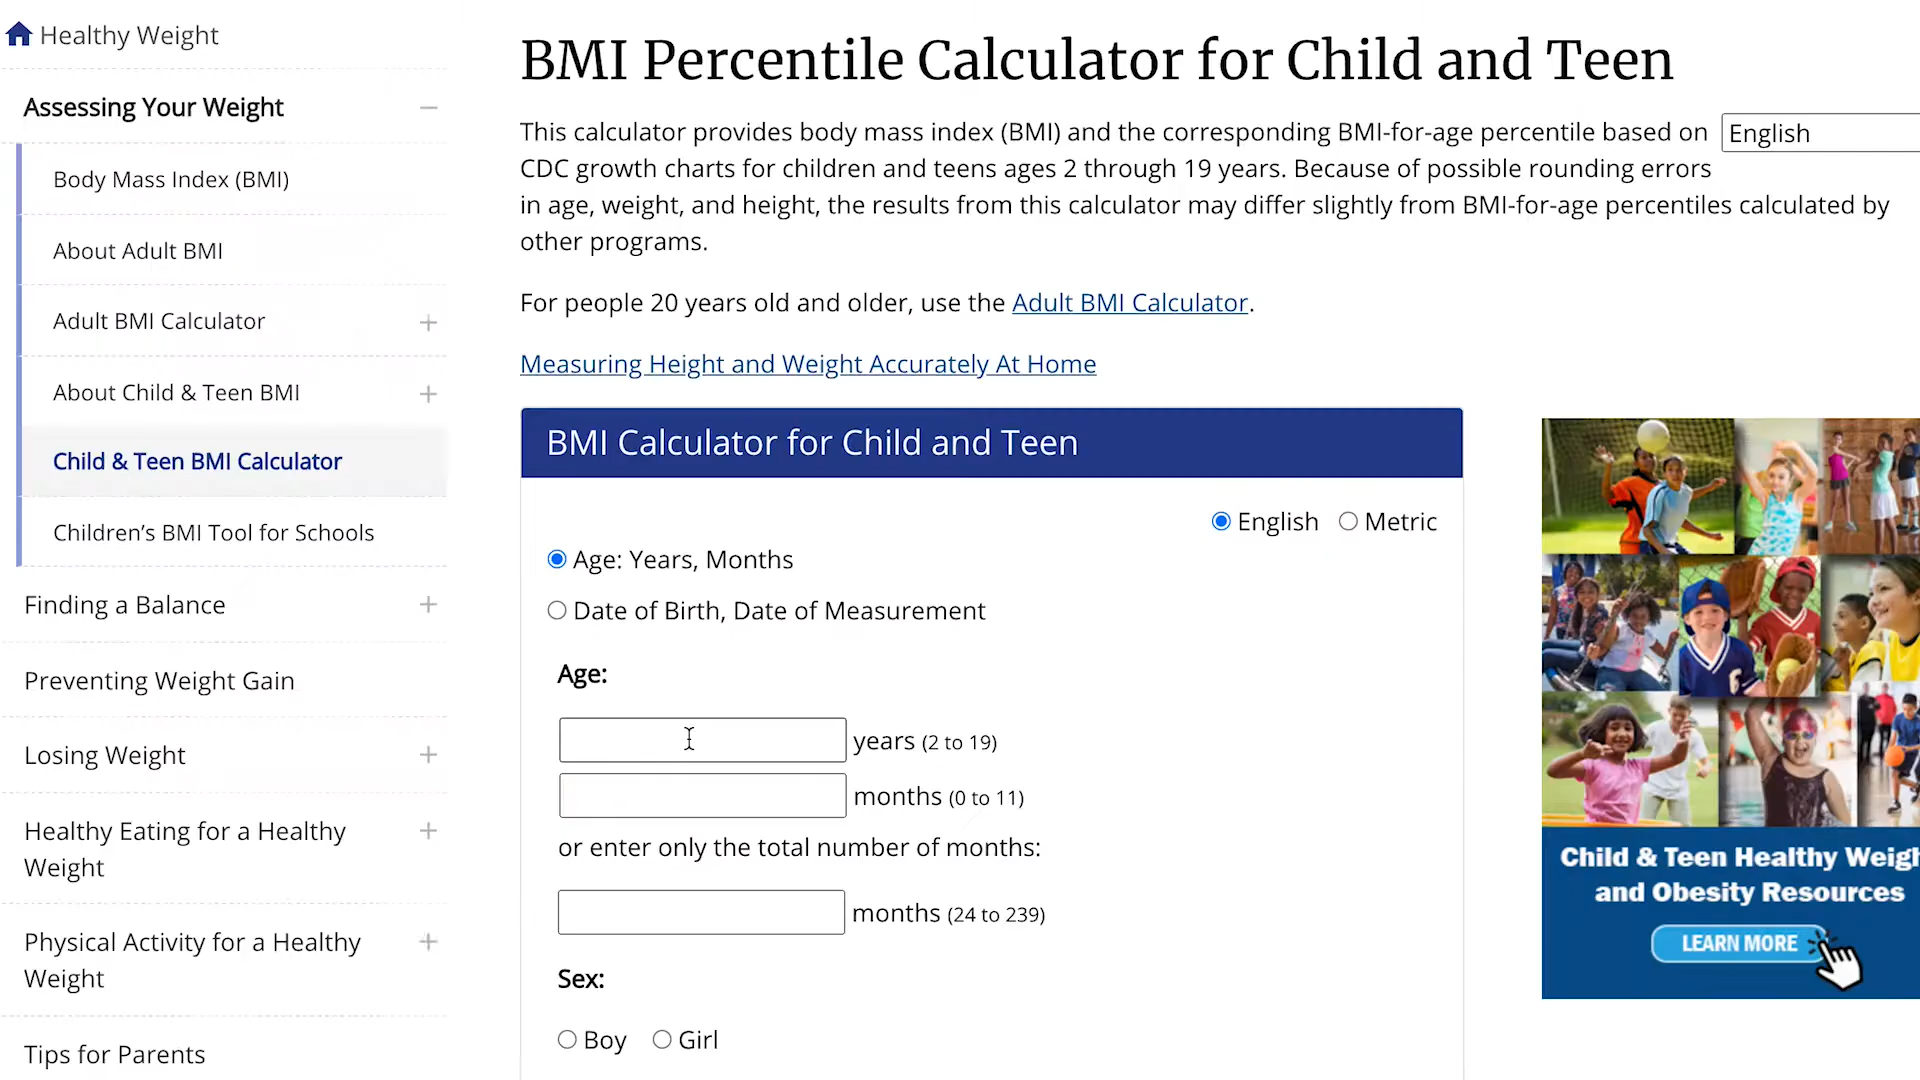 Healthy Weight
Assessing Your Weight
Body Mass Index (BMI)
About Adult BMI
Adult BMI Calculator
About Child & Teen BMI
Child & Teen BMI Calculator
Children’s BMI Tool for Schools
Finding a Balance
Preventing Weight Gain
Losing Weight
Healthy Eating for a Healthy
Weight
Physical Activity for a Healthy
Weight
Tips for Parents
BMI Percentile Calculator for Child and Teen
English
This calculator provides body mass index (BMI) and the corresponding BMI-for-age percentile based on
CDC growth charts for children and teens ages 2 through 19 years. Because of possible rounding errors
in age, weight, and height, the results from this calculator may differ slightly from BMI-for-age percentiles calculated by
other programs.
For people 20 years old and older, use the Adult BMI Calculator.
Measuring Height and Weight Accurately At Home
BMI Calculator for Child and Teen
English Metric
Age: Years, Months
Date of Birth, Date of Measurement
Age:
years (2 to 19)
months (0 to 11)
or enter only the total number of months:
months (24 to 239)
Sex:
Boy Girl
Child & Teen Healthy Weigh
and Obesity Resources
LEARN MORE